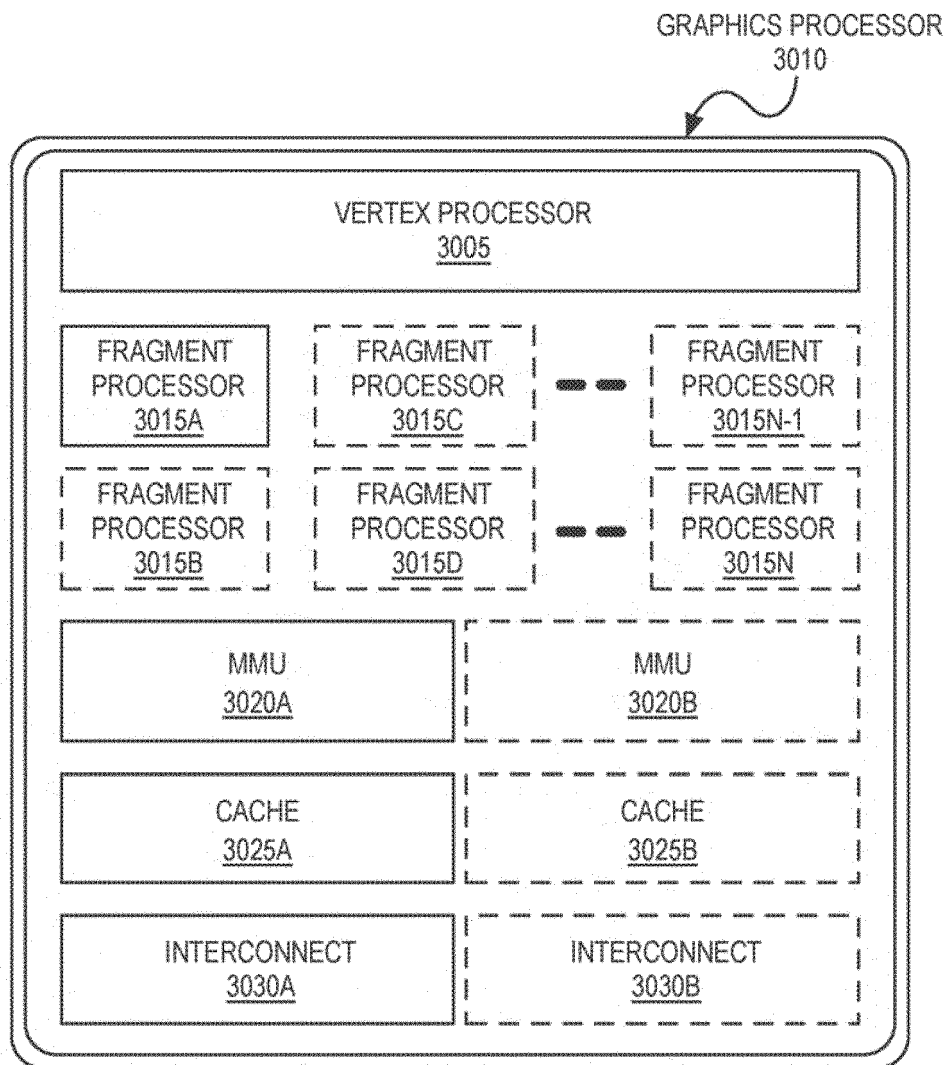 GRAPHICS PROCESSOR
3010
VERTEX PROCESSOR
3005
FRAGMENT
PROCESSOR
3015A
FRAGMENT
PROCESSOR
3015C
FRAGMENT
PROCESSOR
3015N-1
FRAGMENT
PROCESSOR
3015B
FRAGMENT
PROCESSOR
3015D
FRAGMENT
PROCESSOR
3015N
MMU
3020A
MMU
3020B
CACHE
3025A
CACHE
3025B
INTERCONNECT
3030A
INTERCONNECT
3030B